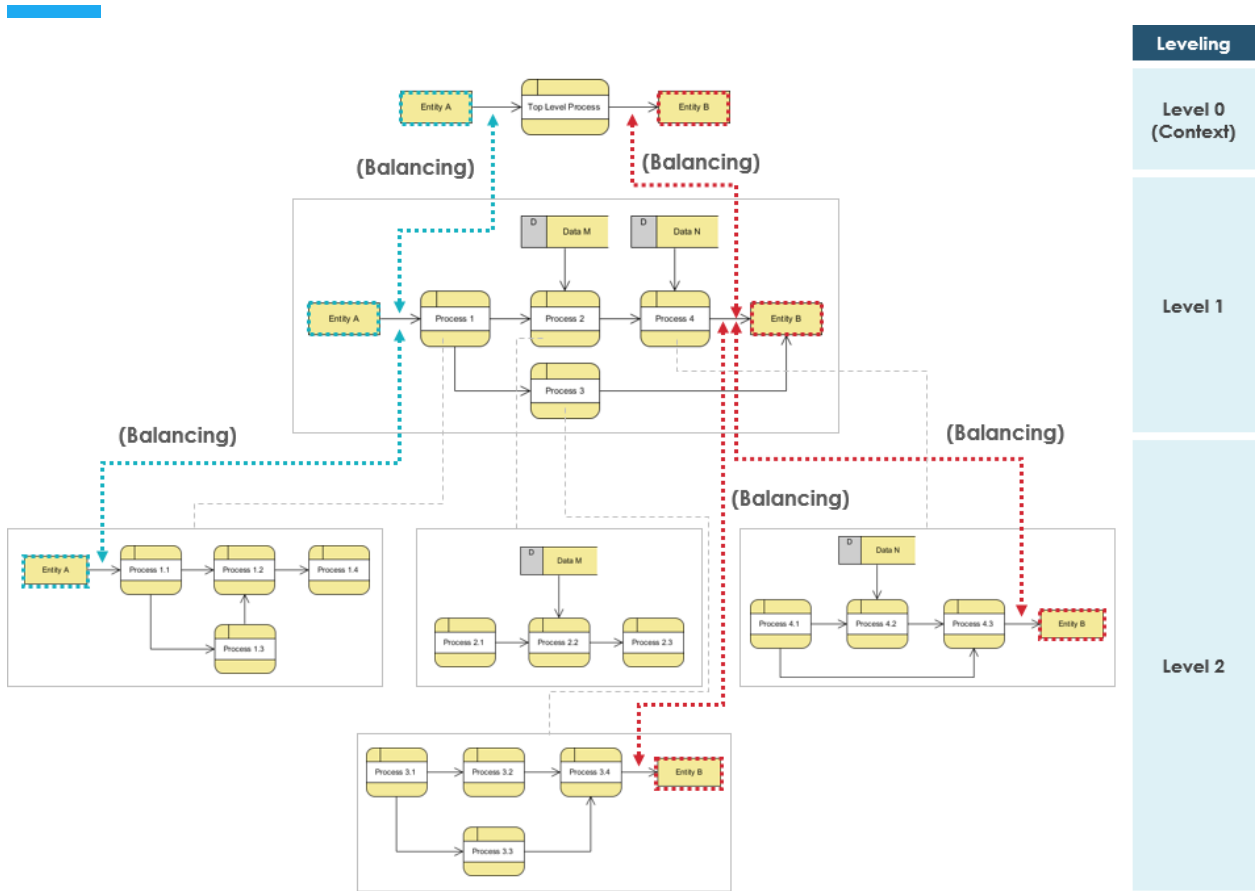 Leveling
Entity A
Top Level Process
Entity B
Level 0
(Context)
(Balancing)
(Balancing)
D
Data M
D
Data N
Entity A
Process 1
Process 2
Process 4
Entity B
Level 1
Process 3
(Balancing)
(Balancing)
(Balancing)
Entity A
Process 1.1
Process 1.2
Process 1.4
Process 1.3
D
Data M
Process 2.1
Process 2.2
Process 2.3
D
Data N
Process 4.1
Process 4.2
Process 4.3
Entity B
Level 2
Process 3.1
Process 3.2
Process 3.4
Entity B
Process 3.3